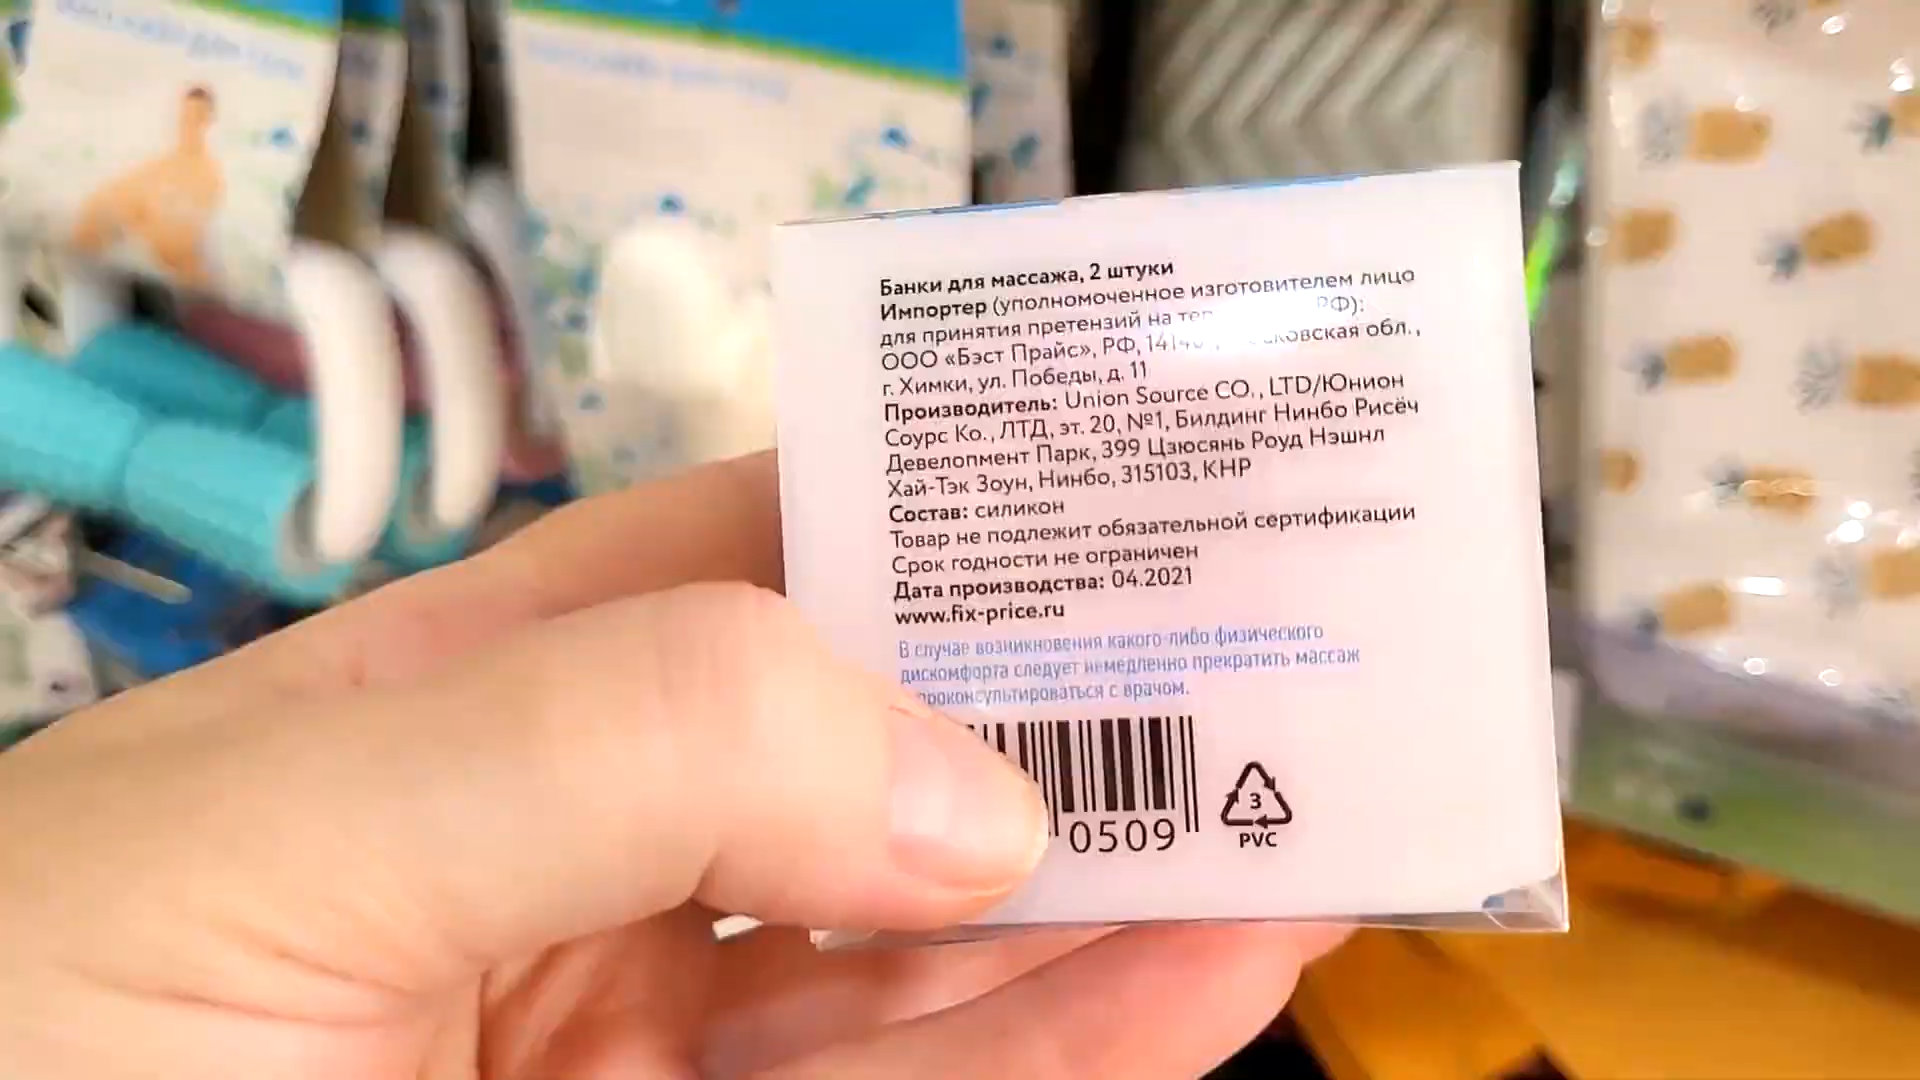 Банки для массажа, 2 штуки
Импортер (уполномоченное изготовителем лицо
для принятия претензий на РФ):
ООО «Бэст Прайс», РФ, обл.,
г. Химки, ул. Победы, д. 11
Производитель: Union Source CO., LTD/Юнион
Соурс Ко., ЛТД, эт. 20, №1, Билдинг Нинбо Рисёч
Девелопмент Парк, 399 Цзюсянь Роуд Нэшнл
Хай-Тэк Зоун, Нинбо, 315103, КНР
Состав: силикон
Товар не подлежит обязательной сертификации
Срок годности не ограничен
Дата производства: 04.2021
www.fix-price.ru
В случае возникновения какого-либо физического
дискомфорта следует немедленно прекратить массаж
проконсультироваться с врачом.
0509
3
PVC